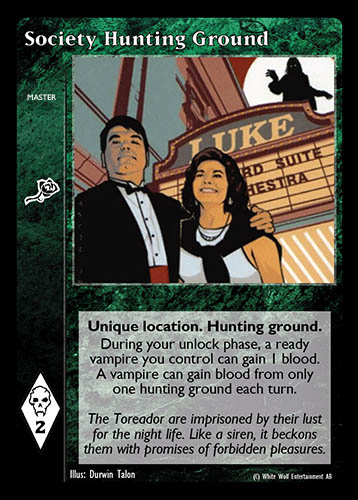 Society Hunting Ground
MASTER
LUKE
RD SUITE
HESTRA
Unique location. Hunting ground.
During your unlock phase, a ready
vampire you control can gain 1 blood.
A vampire can gain blood from only
one hunting ground each turn.
The Toreador are imprisoned by their lust
for the night life. Like a siren, it beckons
them with promises of forbidden pleasures.
2
Illus: Durwin Talon
(C) White Wolf Entertainment AB